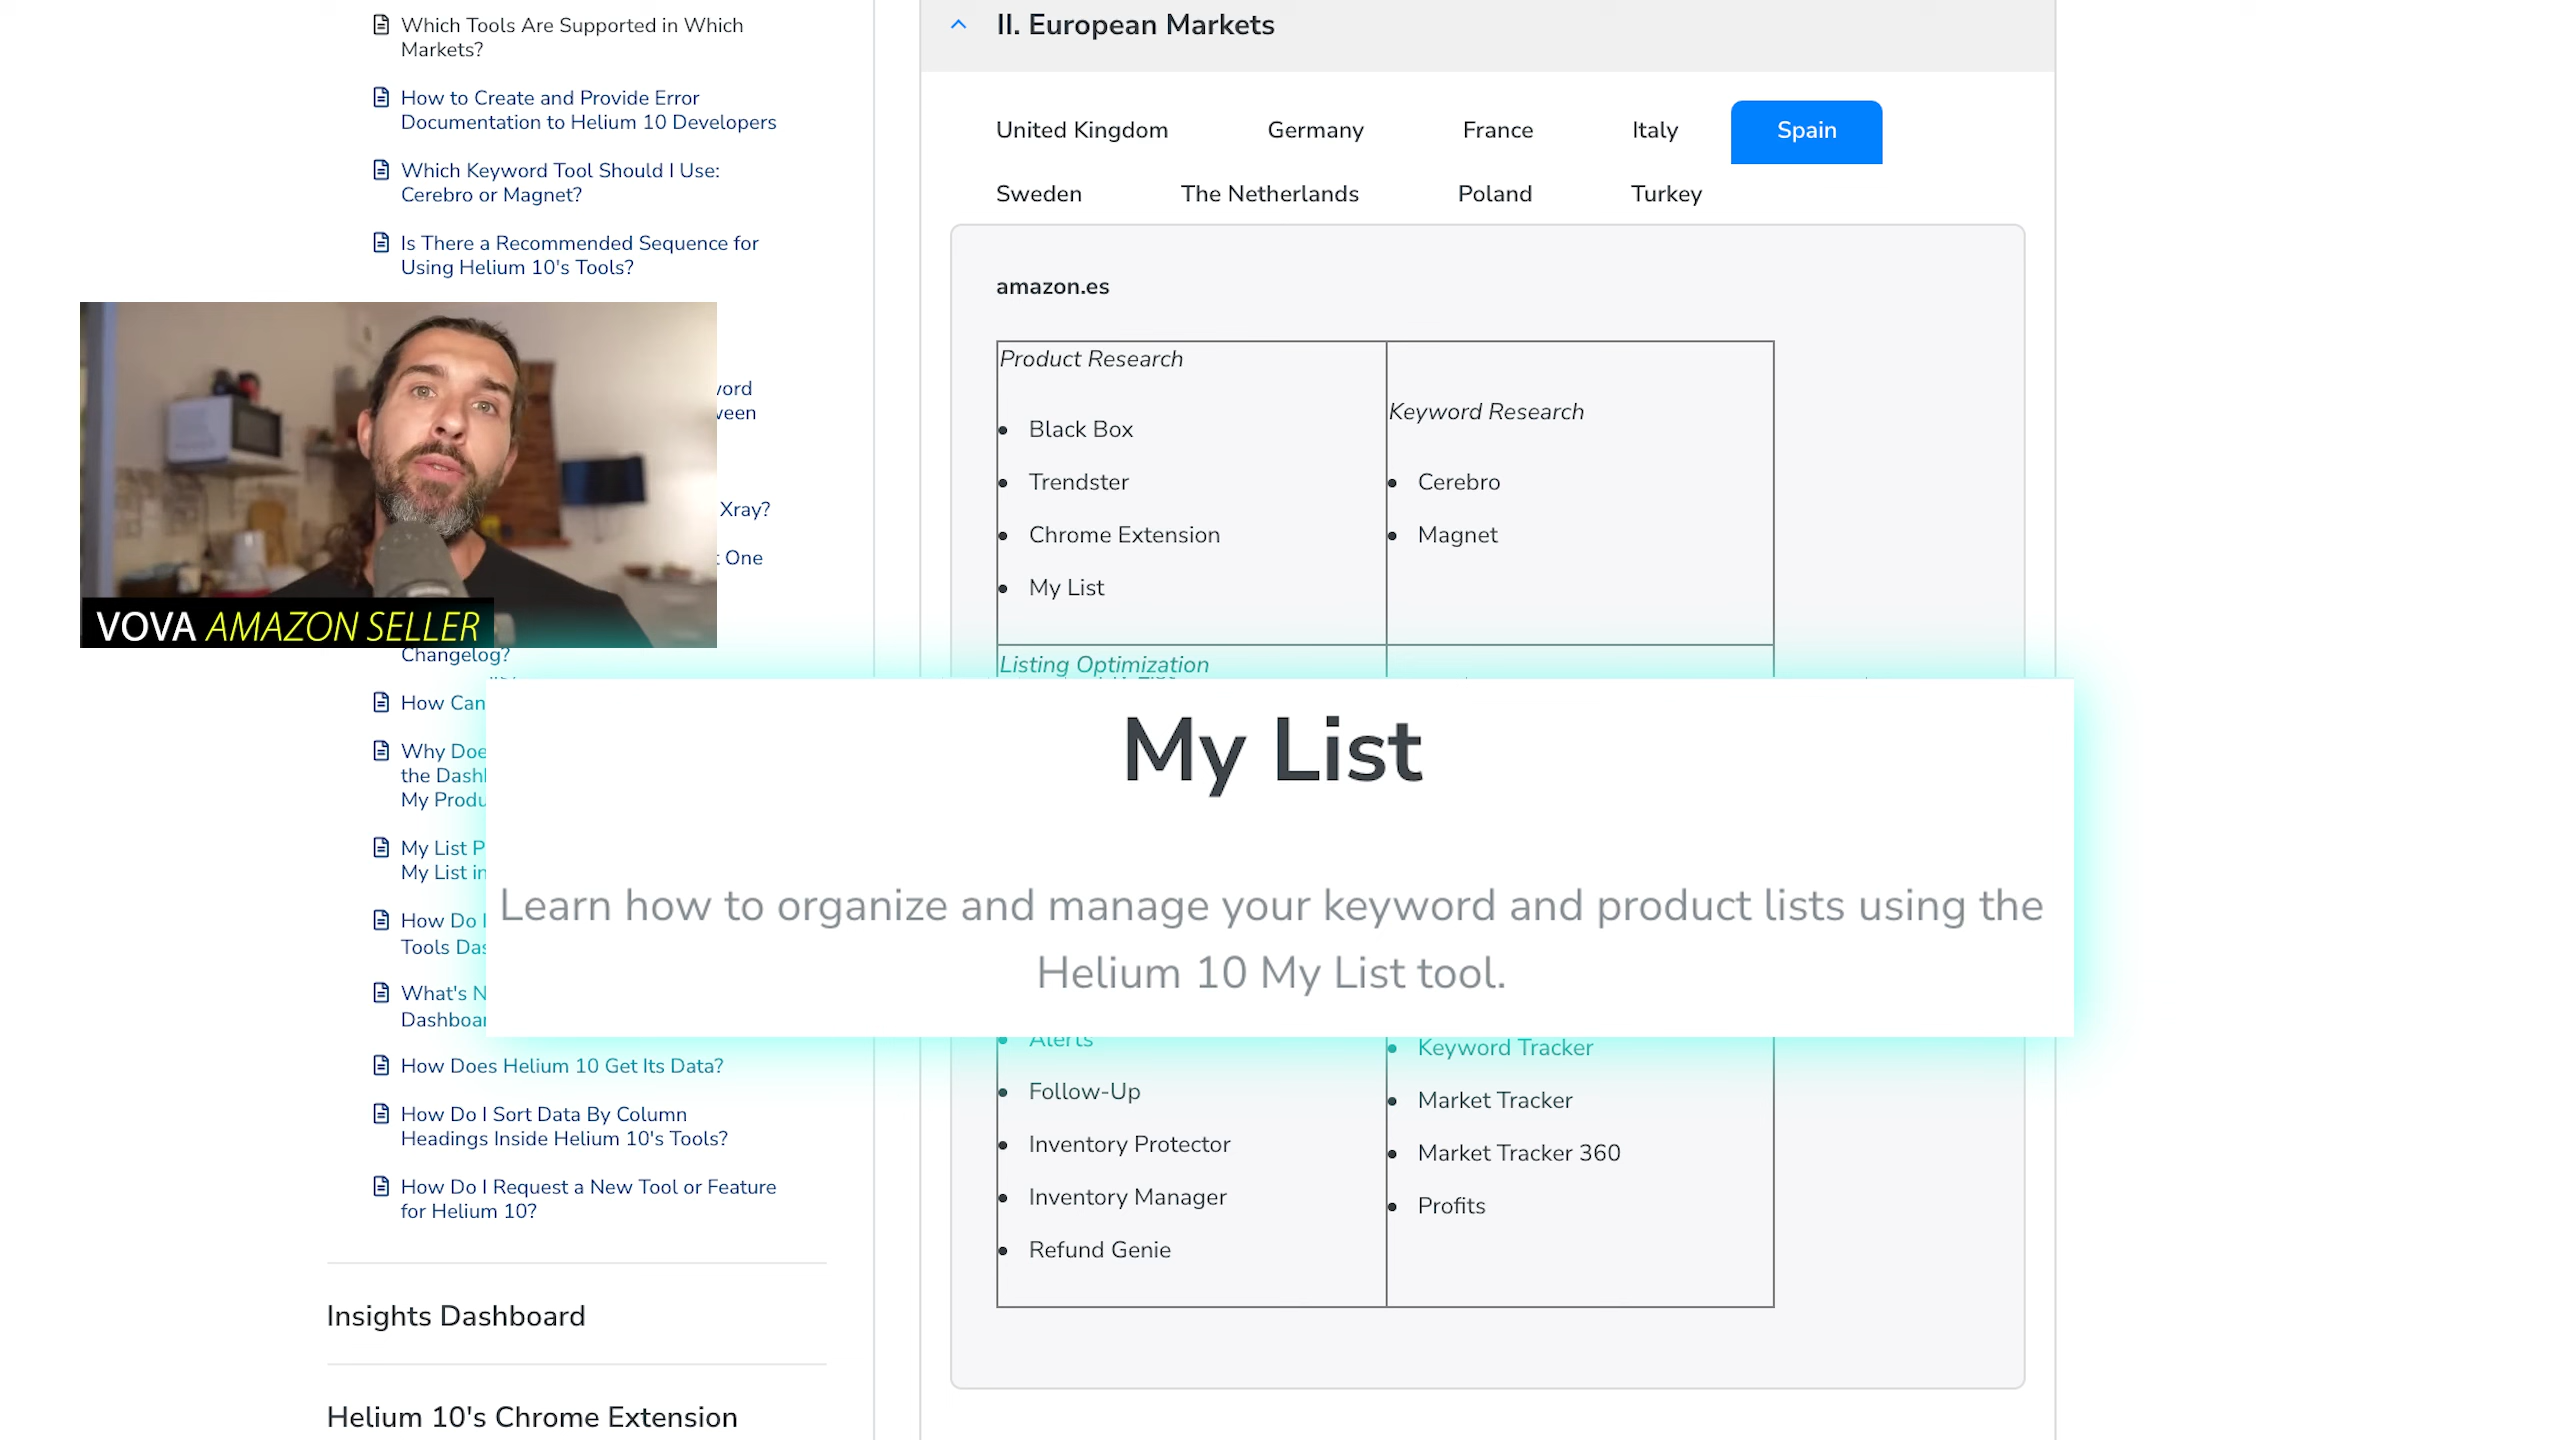 Which Tools Are Supported in Which
Markets?
How to Create and Provide Error
Documentation to Helium 10 Developers
Which Keyword Tool Should I Use:
Cerebro or Magnet?
Is There a Recommended Sequence for
Using Helium 10's Tools?
Xray?
One
VOVA AMAZON SELLER
Changelog?
How Can
Why Doe
the Dash
My Produ
My List P
My List in
How Do I
Tools Das
What's N
Dashboar
How Does Helium 10 Get Its Data?
How Do I Sort Data By Column
Headings Inside Helium 10's Tools?
How Do I Request a New Tool or Feature
for Helium 10?
Insights Dashboard
Helium 10's Chrome Extension
II. European Markets
United Kingdom Germany France Italy Spain
Sweden The Netherlands Poland Turkey
amazon.es
Product Research
• Black Box
• Trendster
• Chrome Extension
• My List
Keyword Research
• Cerebro
• Magnet
Listing Optimization
My List
Learn how to organize and manage your keyword and product lists using the
Helium 10 My List tool.
• Alerts
• Follow-Up
• Inventory Protector
• Inventory Manager
• Refund Genie
• Keyword Tracker
• Market Tracker
• Market Tracker 360
• Profits